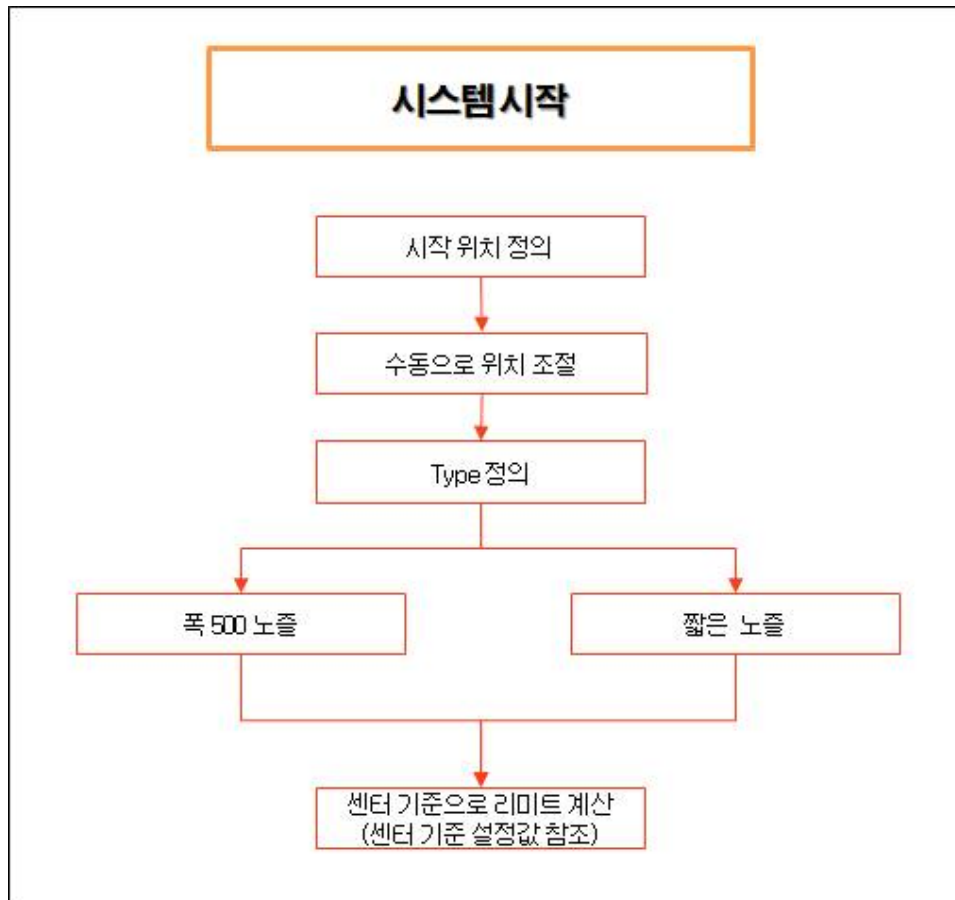 시스템 시작
시작 위치 정의
수동으로 위치 조절
Type 정의
폭 500 노즐
짧은 노즐
센터 기준으로 리미트 계산
(센터 기준 설정값 참조)